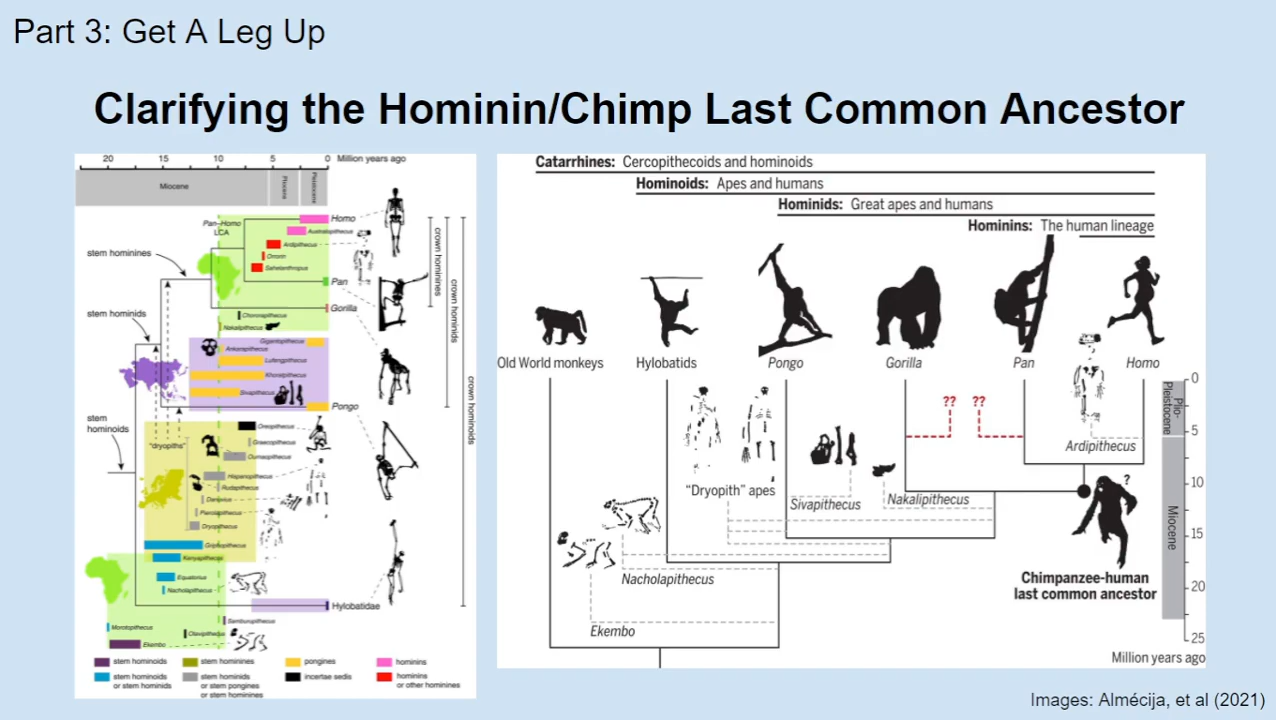 Part 3: Get A Leg Up
Clarifying the Hominin/Chimp Last Common Ancestor
20 15 10 5 0 Million years ago
Miocene
Pliocene
Pleistocene
Pan–Homo
LCA
Homo
Australopithecus
Ardipithecus
Orrorin
Sahelanthropus
Pan
Gorilla
Chororapithecus
Nakalipithecus
stem hominines
stem hominids
stem
hominoids
crown hominines
crown hominids
crown hominoids
Gigantopithecus
Ankarapithecus
Lufengpithecus
Khoratpithecus
Sivapithecus
Pongo
"dryopiths"
Oreopithecus
Graecopithecus
Ouranopithecus
Hispanopithecus
Rudapithecus
Danuvius
Pierolapithecus
Dryopithecus
Griphopithecus
Kenyapithecus
Equatorius
Nacholapithecus
Hylobatidae
Samburupithecus
Morotopithecus
Otavipithecus
Ekembo
stem hominoids
stem hominines
pongines
hominins
stem hominoids
or stem hominids
stem hominids
or stem pongines
or stem hominines
incertae sedis
hominins
or other hominines
Catarrhines: Cercopithecoids and hominoids
Hominoids: Apes and humans
Hominids: Great apes and humans
Hominins: The human lineage
Old World monkeys
Hylobatids
Pongo
Gorilla
Pan
Homo
?? ??
Ardipithecus
"Dryopith" apes
Sivapithecus
Nakalipithecus
?
Nacholapithecus
Ekembo
Chimpanzee-human
last common ancestor
Plio-
Pleistocene
Miocene
0
5
10
15
20
25
Million years ago
Images: Almécija, et al (2021)